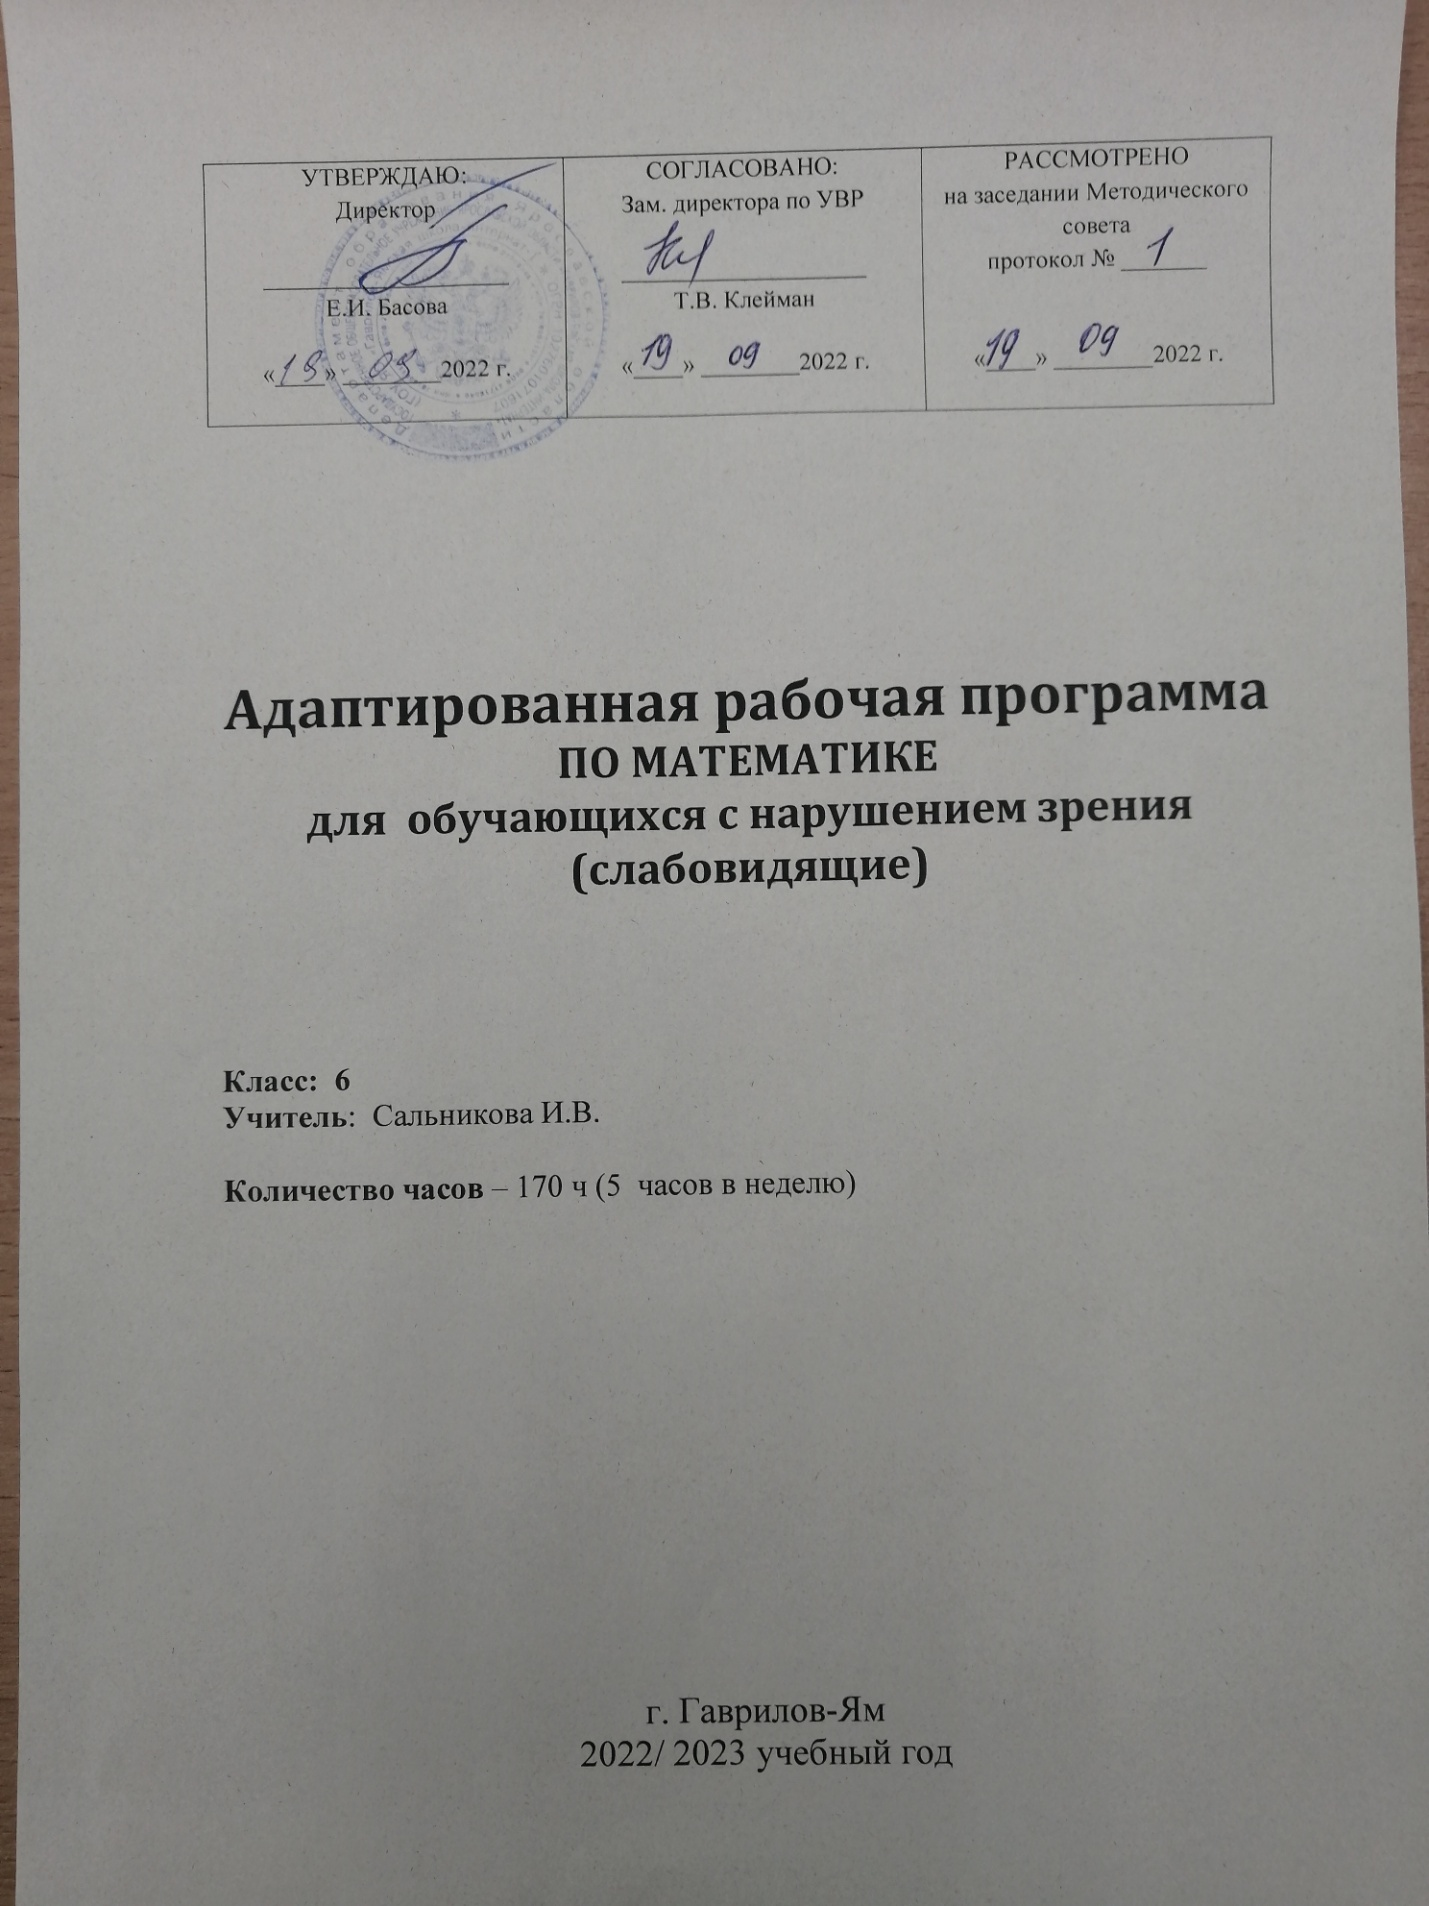 УТВЕРЖДАЮ:
Директор
Е.И. Басова
«19» 09 2022 г.
СОГЛАСОВАНО:
Зам. директора по УВР
Т.В. Клейман
«19» 09 2022 г.
РАССМОТРЕНО
на заседании Методического
совета
протокол № 1
«19» 09 2022 г.
Адаптированная рабочая программа
ПО МАТЕМАТИКЕ
для обучающихся с нарушением зрения
(слабовидящие)
Класс: 6
Учитель: Сальникова И.В.
Количество часов – 170 ч (5 часов в неделю)
г. Гаврилов-Ям
2022/ 2023 учебный год